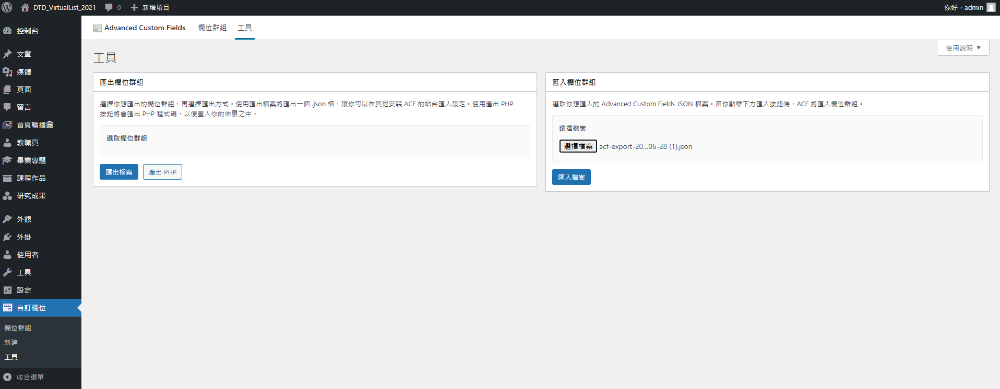 DTD_VirtualList_2021 0 新增項目 你好，admin
控制台
文章
媒體
頁面
留言
首頁輪播圖
教職員
畢業專題
課程作品
研究成果
外觀
外掛
使用者
工具
設定
自訂欄位
欄位群組
新建
工具
收合選單
Advanced Custom Fields 欄位群組 工具
使用說明
工具
匯出欄位群組
選擇你想匯出的欄位群組，再選擇匯出方式。使用匯出檔案將匯出一個 .json 檔，讓你可以在其他安裝 ACF 的站台匯入設定。使用產出 PHP
按鈕將會匯出 PHP 程式碼，以便置入你的佈景之中。
選取欄位群組
匯出檔案 產出 PHP
匯入欄位群組
選取你想匯入的 Advanced Custom Fields JSON 檔案。當你點擊下方匯入按鈕時，ACF 將匯入欄位群組。
選擇檔案
選擇檔案 acf-export-20...06-28 (1).json
匯入檔案